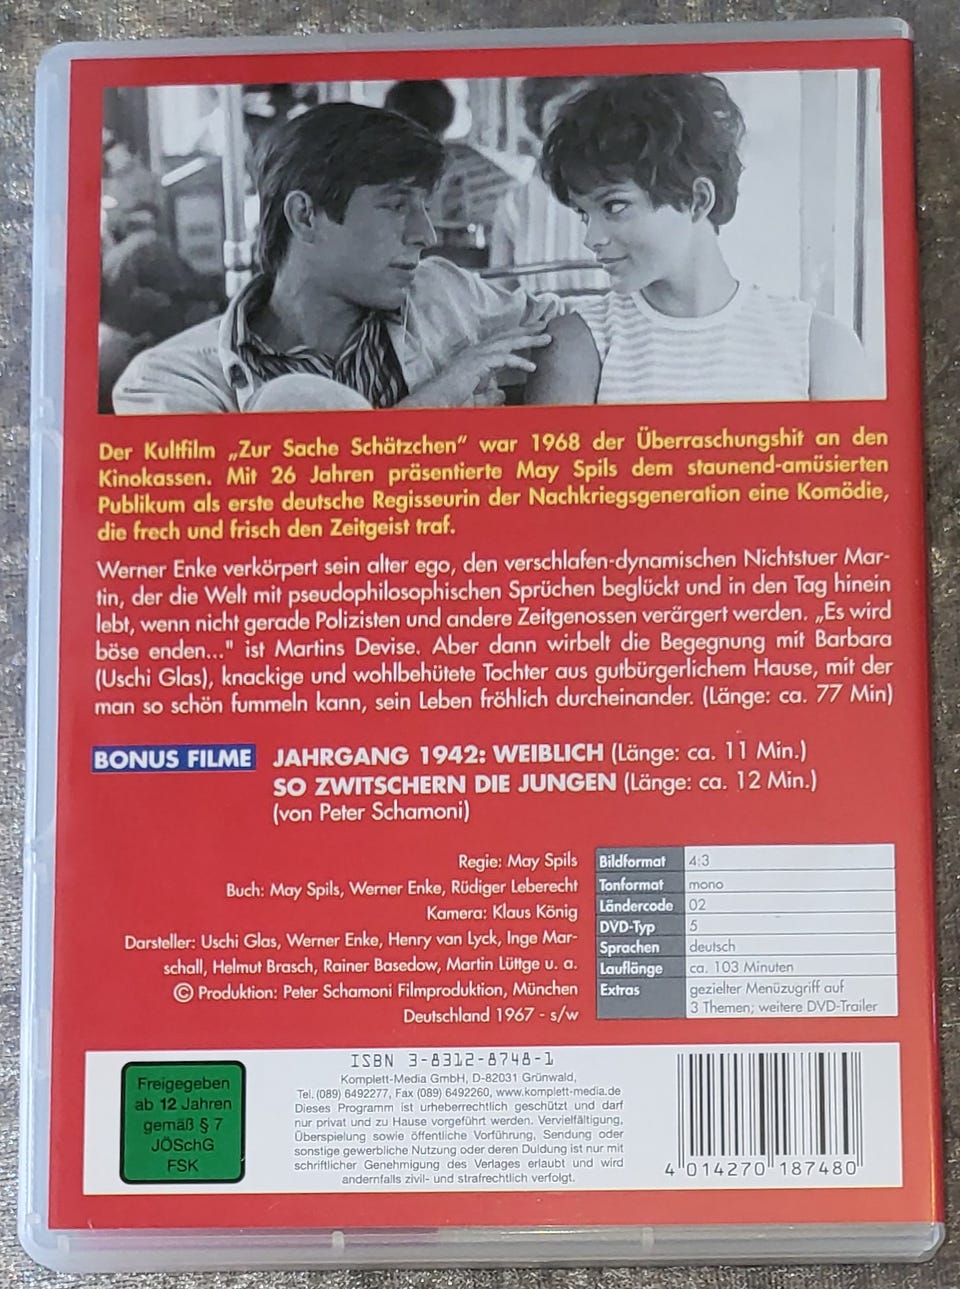 Der Kultfilm „Zur Sache Schätzchen" war 1968 der Überraschungshit an den
Kinokassen. Mit 26 Jahren präsentierte May Spils dem staunend-amüsierten
Publikum als erste deutsche Regisseurin der Nachkriegsgeneration eine Komödie,
die frech und frisch den Zeitgeist traf.
Werner Enke verkörpert sein alter ego, den verschlafen-dynamischen Nichtstuer Mar-
tin, der die Welt mit pseudophilosophischen Sprüchen beglückt und in den Tag hinein
lebt, wenn nicht gerade Polizisten und andere Zeitgenossen verärgert werden. „Es wird
böse enden..." ist Martins Devise. Aber dann wirbelt die Begegnung mit Barbara
(Uschi Glas), knackige und wohlbehütete Tochter aus gutbürgerlichem Hause, mit der
man so schön fummeln kann, sein Leben fröhlich durcheinander. (Länge: ca. 77 Min)
BONUS FILME JAHRGANG 1942: WEIBLICH (Länge: ca. 11 Min.)
SO ZWITSCHERN DIE JUNGEN (Länge: ca. 12 Min.)
(von Peter Schamoni)
Regie: May Spils
Buch: May Spils, Werner Enke, Rüdiger Leberecht
Kamera: Klaus König
Darsteller: Uschi Glas, Werner Enke, Henry van Lyck, Inge Mar-
schall, Helmut Brasch, Rainer Basedow, Martin Lüttge u. a.
© Produktion: Peter Schamoni Filmproduktion, München
Deutschland 1967 - s/w
Bildformat 4:3
Tonformat mono
Ländercode 02
DVD-Typ 5
Sprachen deutsch
Lauflänge ca. 103 Minuten
Extras gezielter Menüzugriff auf
3 Themen; weitere DVD-Trailer
Freigegeben
ab 12 Jahren
gemäß § 7
JÖSchG
FSK
ISBN 3-8312-8748-1
Komplett-Media GmbH, D-82031 Grünwald,
Tel. (089) 6492277, Fax (089) 6492260, www.komplett-media.de
Dieses Programm ist urheberrechtlich geschützt und darf
nur privat und zu Hause vorgeführt werden. Vervielfältigung,
Überspielung sowie öffentliche Vorführung, Sendung oder
sonstige gewerbliche Nutzung oder deren Duldung ist nur mit
schriftlicher Genehmigung des Verlages erlaubt und wird
andernfalls zivil- und strafrechtlich verfolgt.
4 014270 187480